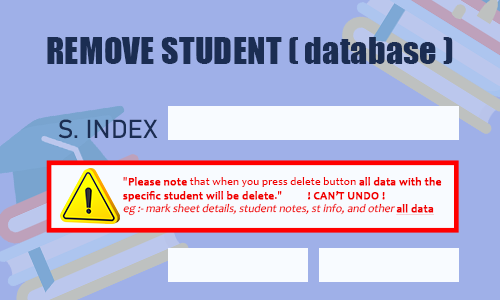 REMOVE STUDENT ( database )
S. INDEX
"Please note that when you press delete button all data with the
specific student will be delete." ! CAN'T UNDO !
eg :- mark sheet details, student notes, st info, and other all data